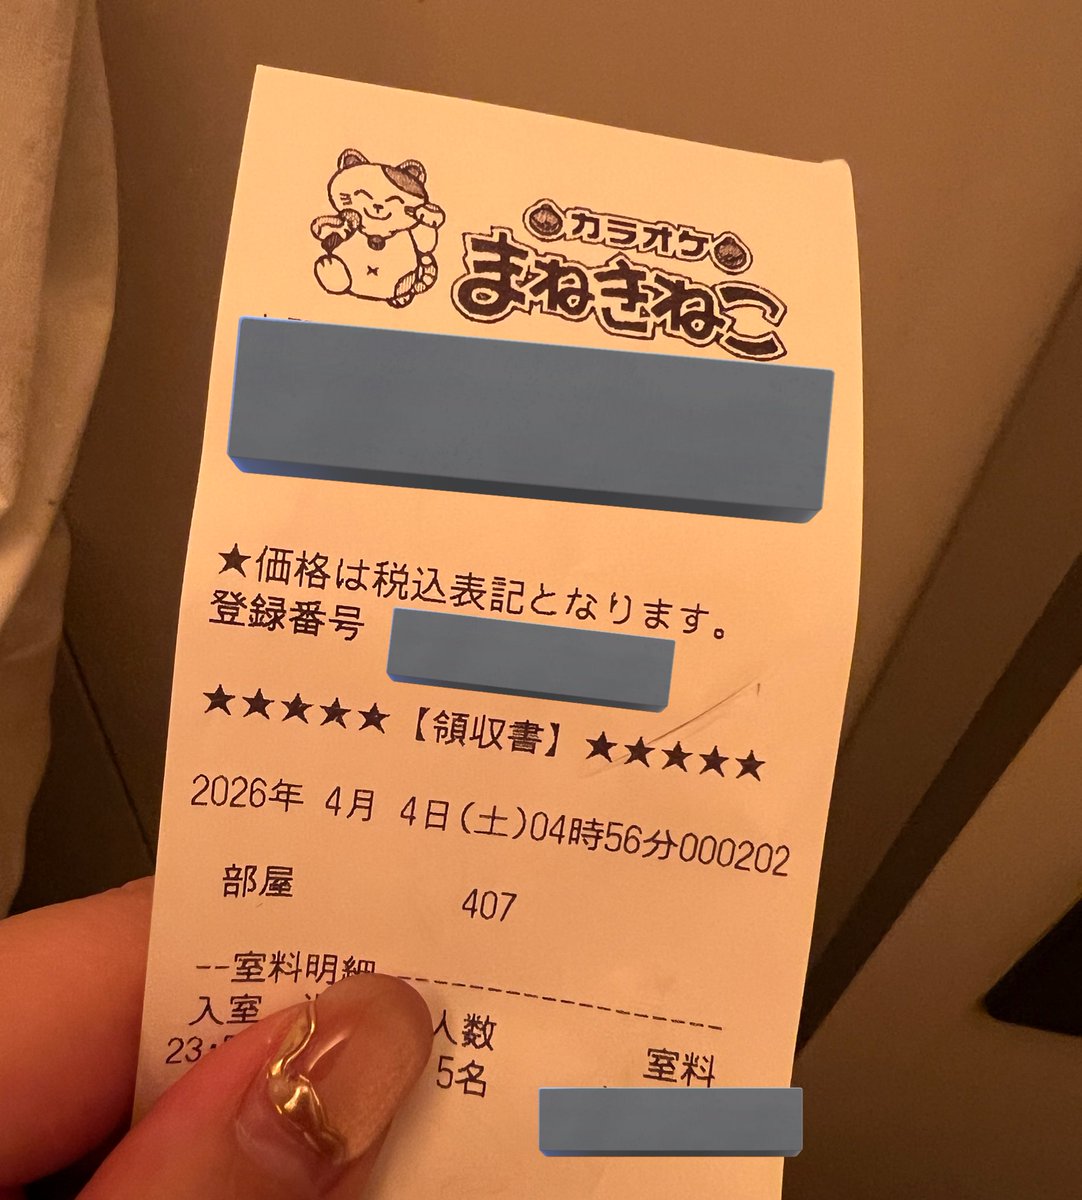 カラオケ
まねきねこ
★価格は税込表記となります。
登録番号
★★★★★【領収書】★★★★★
2026年 4月 4日(土)04時56分000202
部屋 407
--室料明細--------------------
入室 人数 室料
5名